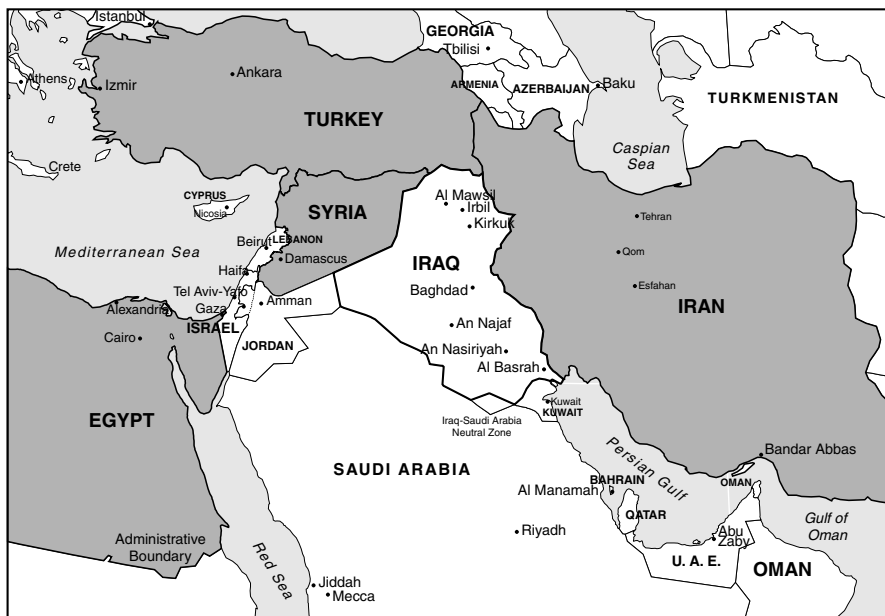 Istanbul
GEORGIA
Tbilisi
Athens
Izmir
Ankara
ARMENIA
AZERBAIJAN
Baku
TURKMENISTAN
TURKEY
Caspian
Sea
Crete
CYPRUS
Nicosia
SYRIA
Al Mawsil
Irbil
Kirkuk
Tehran
Mediterranean Sea
Beirut
LEBANON
Damascus
IRAQ
Qom
Haifa
Baghdad
Esfahan
Tel Aviv-Yafo
Amman
IRAN
Alexandria
Gaza
ISRAEL
Cairo
JORDAN
An Najaf
An Nasiriyah
Al Basrah
Kuwait
KUWAIT
Iraq-Saudi Arabia
Neutral Zone
EGYPT
SAUDI ARABIA
Persian Gulf
Bandar Abbas
BAHRAIN
Al Manamah
OMAN
QATAR
Riyadh
Abu
Zaby
Gulf of
Oman
Administrative
Boundary
Red Sea
U. A. E.
OMAN
Jiddah
Mecca